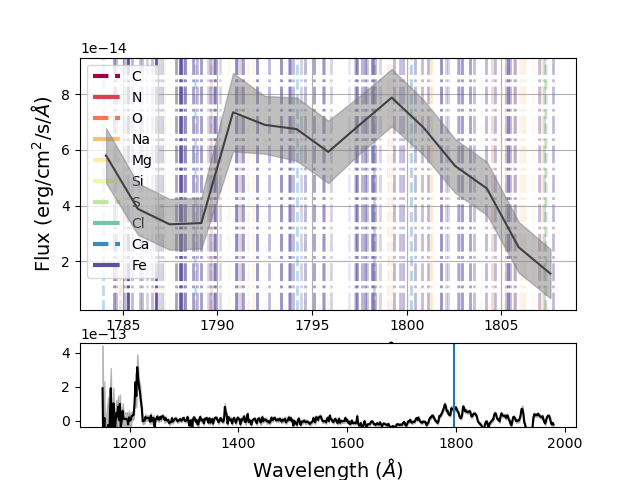 1e−14
Flux (erg/cm²/s/Å)
8
6
4
2
C
N
O
Na
Mg
Si
S
Cl
Ca
Fe
1785 1790 1795 1800 1805
1e−13
4
2
0
1200 1400 1600 1800 2000
Wavelength (Å)